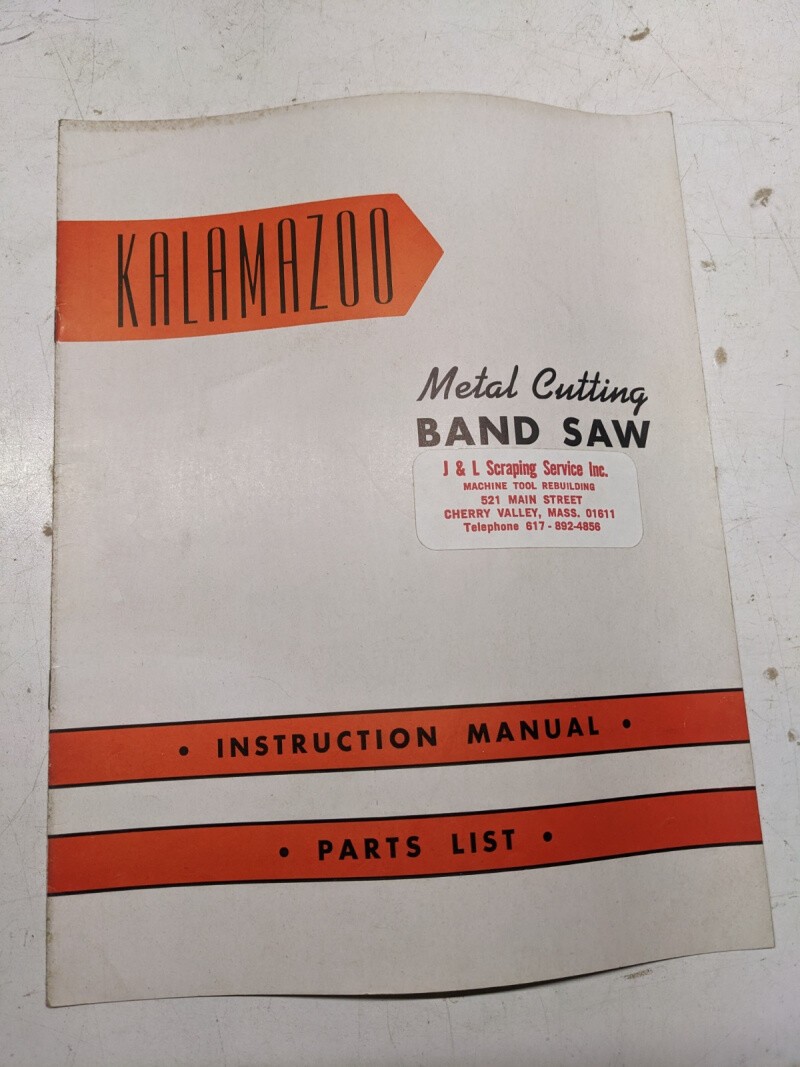 KALAMAZOO
Metal Cutting
BAND SAW
J & L Scraping Service Inc.
MACHINE TOOL REBUILDING
521 MAIN STREET
CHERRY VALLEY, MASS. 01611
Telephone 617 - 892-4856
• INSTRUCTION MANUAL •
• PARTS LIST •